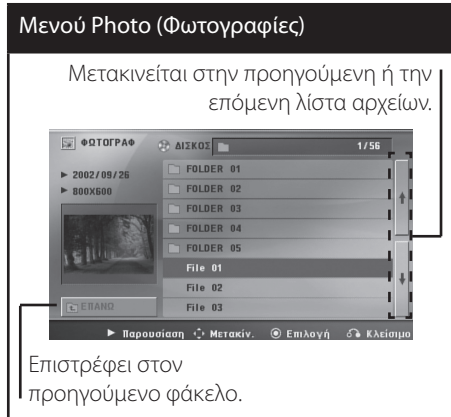 Μενού Photo (Φωτογραφίες)
Μετακινείται στην προηγούμενη ή την
επόμενη λίστα αρχείων.
ΦΩΤΟΓΡΑΦ
ΔΙΣΚΟΣ
1/56
2002/09/26
800X600
FOLDER 01
FOLDER 02
FOLDER 03
FOLDER 04
FOLDER 05
File 01
File 02
File 03
ΕΠΑΝΩ
Παρουσίαση Μετακίν. Επιλογή Κλείσιμο
Επιστρέφει στον
προηγούμενο φάκελο.